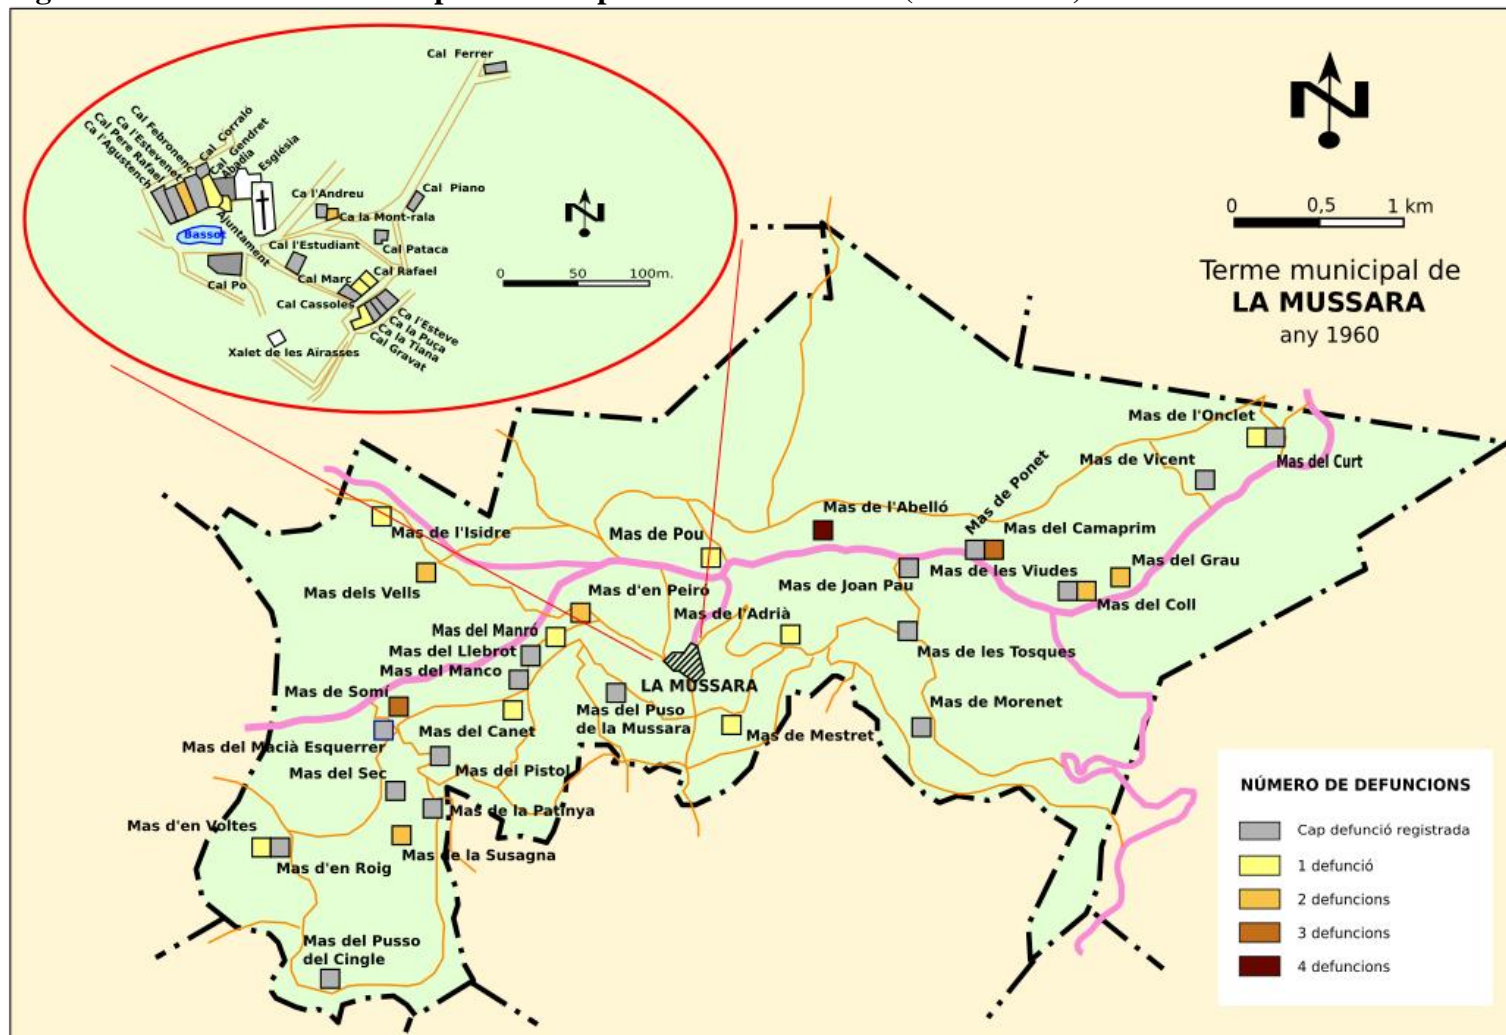 Cal Ferrer
Cal Corraló
Cal Gendret
Abadia
Església
Cal Febronenc
Ca l'Estevenet
Cal Pere Rafael
Ca l'Agustench
Ajuntament
Bassot
Ca l'Andreu
Ca la Mont-rala
Cal Piano
Cal l'Estudiant
Cal Pataca
Cal Po
Cal Marc
Cal Rafael
Cal Cassoles
Ca l'Esteve
Ca la Puça
Ca la Tiana
Cal Gravat
Xalet de les Aïrasses
0 50 100m.
0 0,5 1 km
Terme municipal de
LA MUSSARA
any 1960
Mas de l'Onclet
Mas del Curt
Mas de Vicent
Mas de Ponet
Mas de l'Abelló
Mas del Camaprim
Mas de l'Isidre
Mas de Pou
Mas del Grau
Mas de les Viudes
Mas de Joan Pau
Mas dels Vells
Mas d'en Peiró
Mas del Coll
Mas de l'Adrià
Mas del Manró
Mas del Llebrot
Mas de les Tosques
Mas del Manco
LA MUSSARA
Mas de Somí
Mas de Morenet
Mas del Puso
de la Mussara
Mas del Canet
Mas de Mestret
Mas del Macià Esquerrer
Mas del Sec
Mas del Pistol
Mas de la Patinya
Mas d'en Voltes
Mas de la Susagna
Mas d'en Roig
Mas del Pusso
del Cingle
NÚMERO DE DEFUNCIONS
Cap defunció registrada
1 defunció
2 defuncions
3 defuncions
4 defuncions